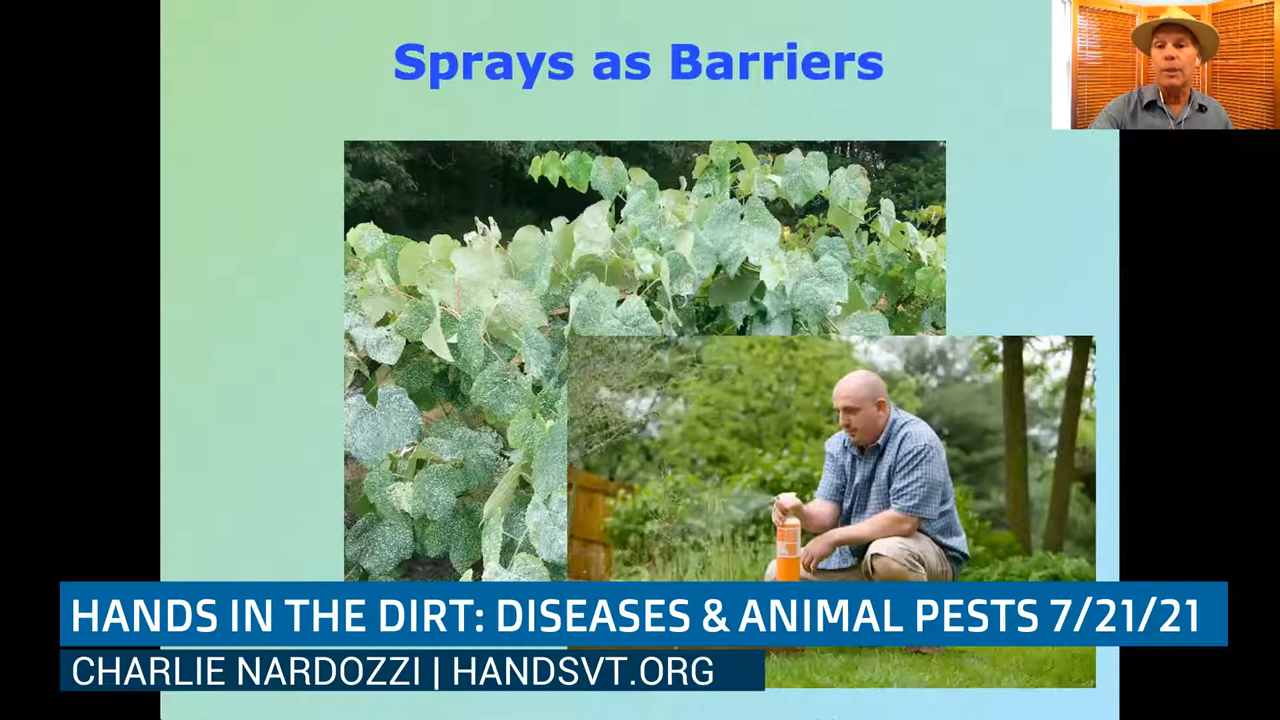 Sprays as Barriers
HANDS IN THE DIRT: DISEASES & ANIMAL PESTS 7/21/21
CHARLIE NARDOZZI | HANDSVT.ORG